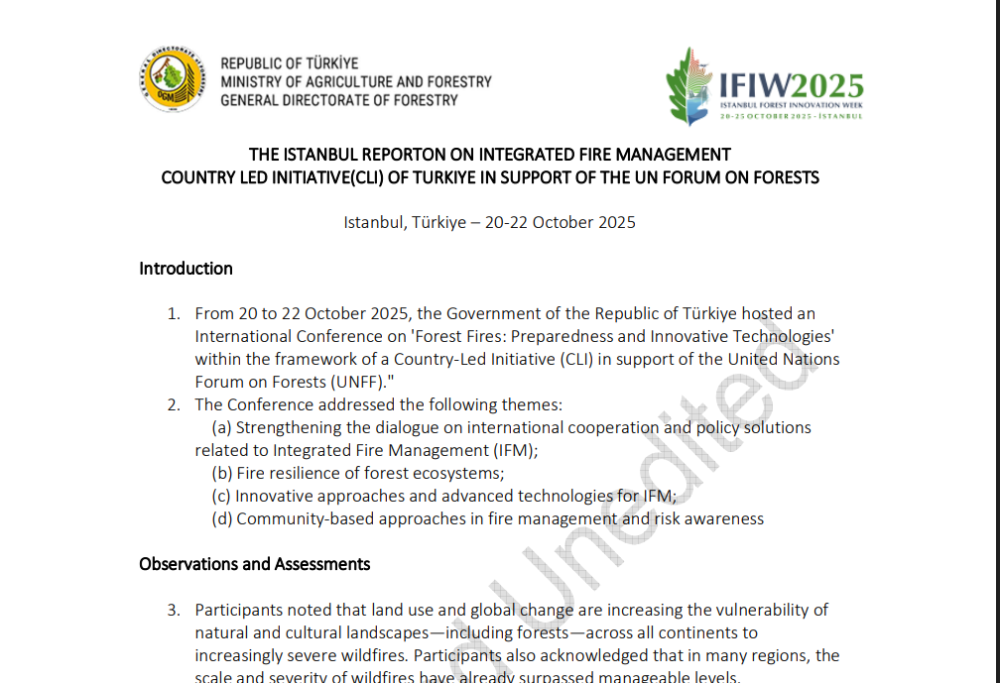 REPUBLIC OF TÜRKİYE
MINISTRY OF AGRICULTURE AND FORESTRY
GENERAL DIRECTORATE OF FORESTRY
OGM
IFIW2025
ISTANBUL FOREST INNOVATION WEEK
20-25 OCTOBER 2025 - İSTANBUL
THE ISTANBUL REPORTON ON INTEGRATED FIRE MANAGEMENT
COUNTRY LED INITIATIVE(CLI) OF TURKIYE IN SUPPORT OF THE UN FORUM ON FORESTS
Istanbul, Türkiye – 20-22 October 2025
Introduction
1. From 20 to 22 October 2025, the Government of the Republic of Türkiye hosted an
International Conference on 'Forest Fires: Preparedness and Innovative Technologies'
within the framework of a Country-Led Initiative (CLI) in support of the United Nations
Forum on Forests (UNFF)."
2. The Conference addressed the following themes:
(a) Strengthening the dialogue on international cooperation and policy solutions
related to Integrated Fire Management (IFM);
(b) Fire resilience of forest ecosystems;
(c) Innovative approaches and advanced technologies for IFM;
(d) Community-based approaches in fire management and risk awareness
Observations and Assessments
3. Participants noted that land use and global change are increasing the vulnerability of
natural and cultural landscapes—including forests—across all continents to
increasingly severe wildfires. Participants also acknowledged that in many regions, the
scale and severity of wildfires have already surpassed manageable levels.
Unedited